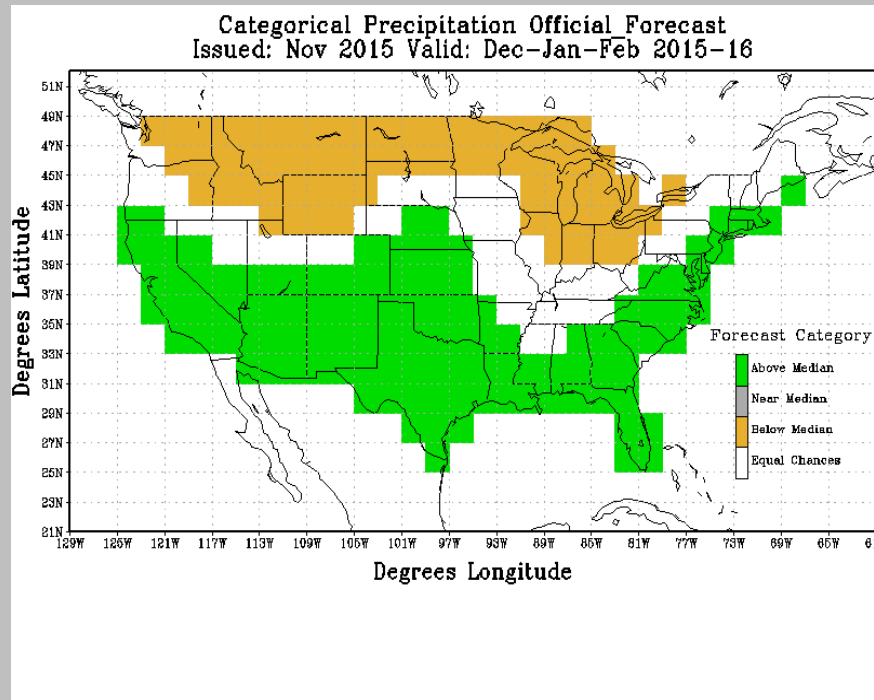 Categorical Precipitation Official Forecast
Issued: Nov 2015 Valid: Dec-Jan-Feb 2015-16
51N
49N
47N
45N
43N
41N
39N
37N
35N
33N
31N
29N
27N
25N
23N
21N
Degrees Latitude
Forecast Category
Above Median
Near Median
Below Median
Equal Chances
129W 125W 121W 117W 113W 109W 105W 101W 97W 93W 89W 85W 81W 77W 73W 69W 65W 6
Degrees Longitude